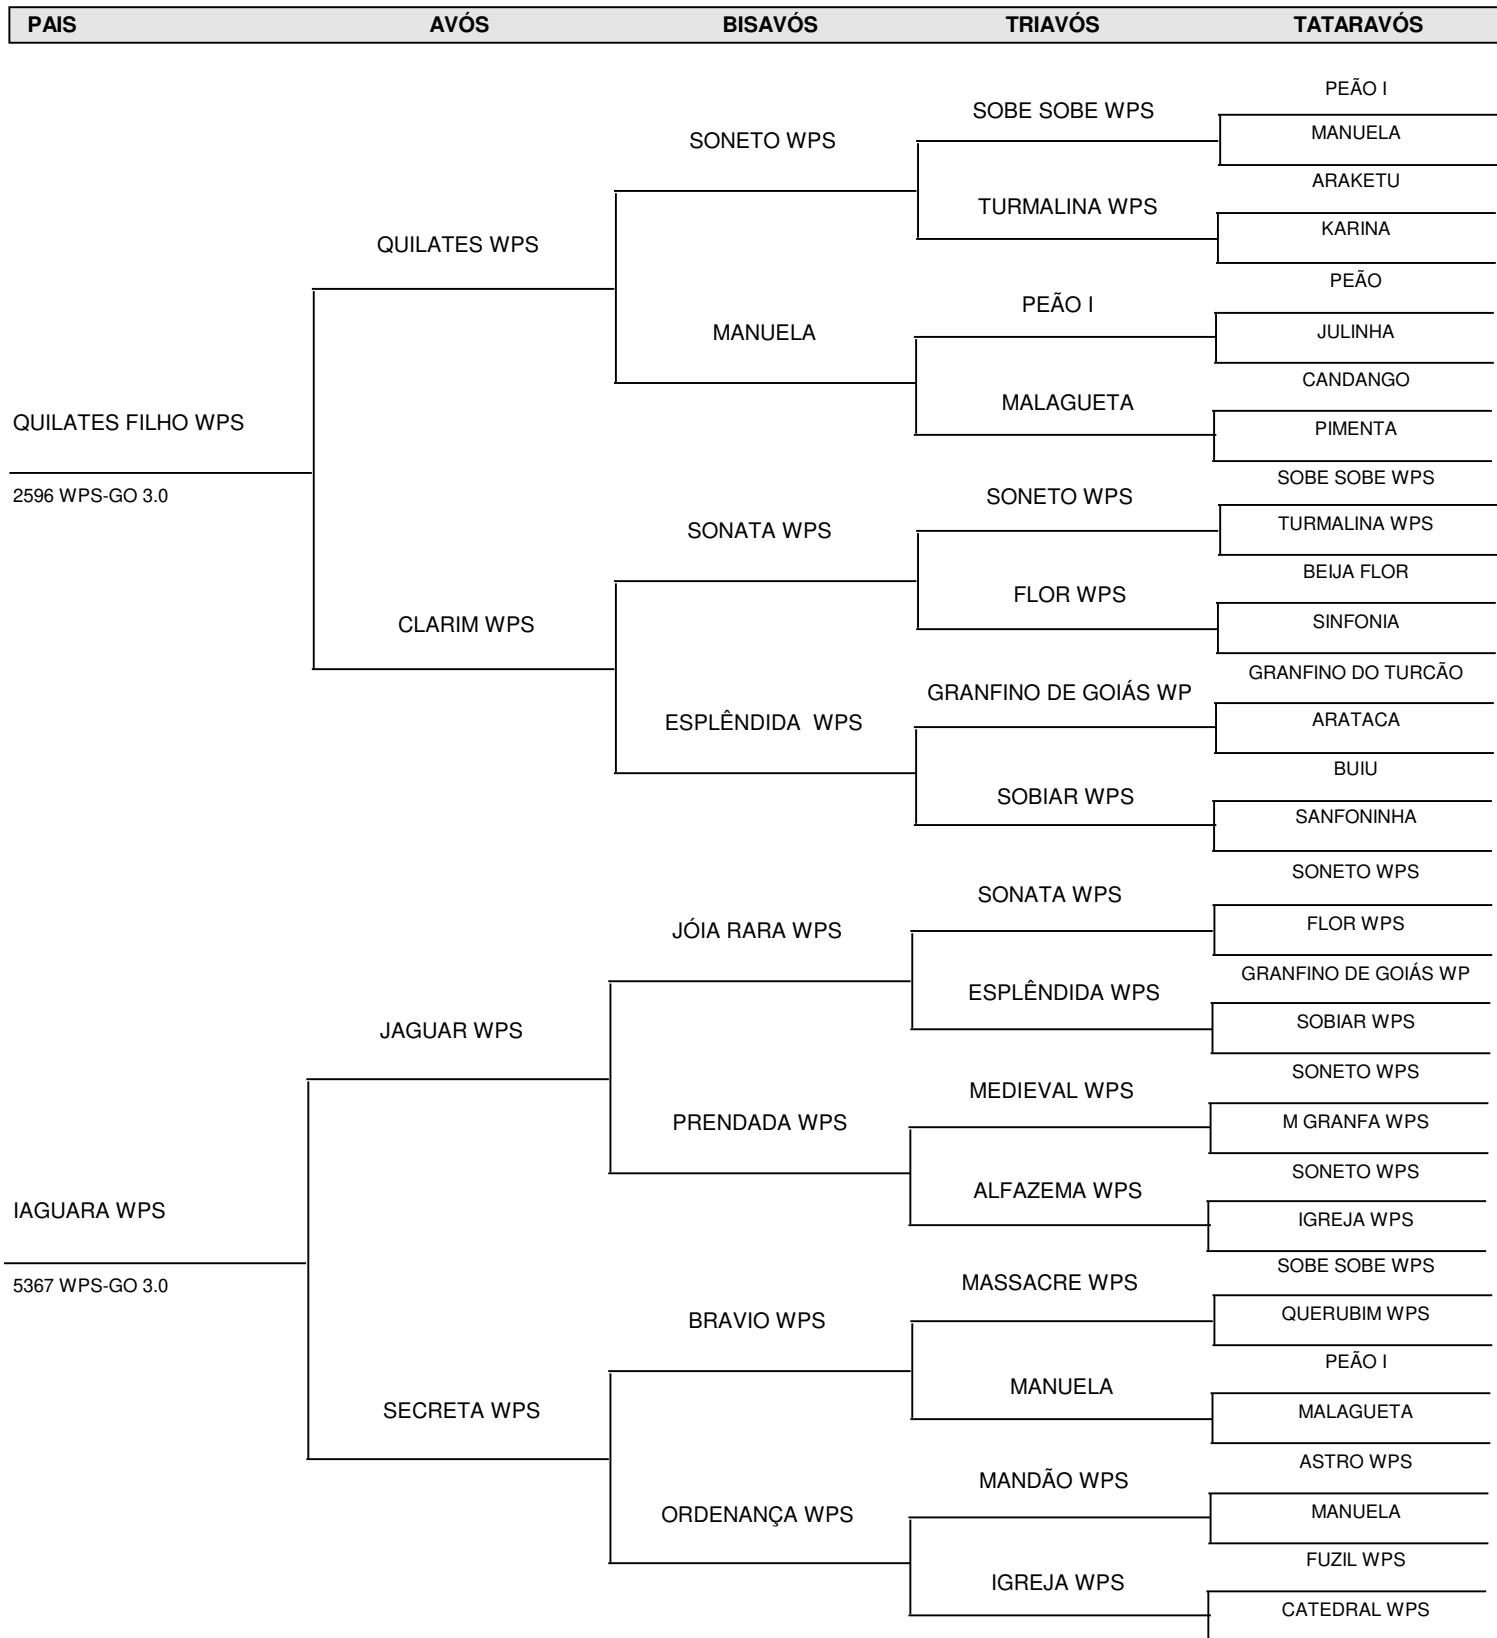 PAIS AVÓS BISAVÓS TRIAVÓS TATARAVÓS
PEÃO I
SOBE SOBE WPS
MANUELA
SONETO WPS
ARAKETU
TURMALINA WPS
KARINA
QUILATES WPS
PEÃO
PEÃO I
JULINHA
MANUELA
CANDANGO
MALAGUETA
PIMENTA
QUILATES FILHO WPS
2596 WPS-GO 3.0
SOBE SOBE WPS
SONETO WPS
TURMALINA WPS
SONATA WPS
BEIJA FLOR
FLOR WPS
SINFONIA
CLARIM WPS
GRANFINO DO TURCÃO
GRANFINO DE GOIÁS WP
ARATACA
ESPLÊNDIDA  WPS
BUIU
SOBIAR WPS
SANFONINHA
SONETO WPS
SONATA WPS
FLOR WPS
JÓIA RARA WPS
GRANFINO DE GOIÁS WP
ESPLÊNDIDA WPS
SOBIAR WPS
JAGUAR WPS
SONETO WPS
MEDIEVAL WPS
M GRANFA WPS
PRENDADA WPS
SONETO WPS
ALFAZEMA WPS
IGREJA WPS
IAGUARA WPS
5367 WPS-GO 3.0
SOBE SOBE WPS
MASSACRE WPS
QUERUBIM WPS
BRAVIO WPS
PEÃO I
MANUELA
MALAGUETA
SECRETA WPS
ASTRO WPS
MANDÃO WPS
MANUELA
ORDENANÇA WPS
FUZIL WPS
IGREJA WPS
CATEDRAL WPS